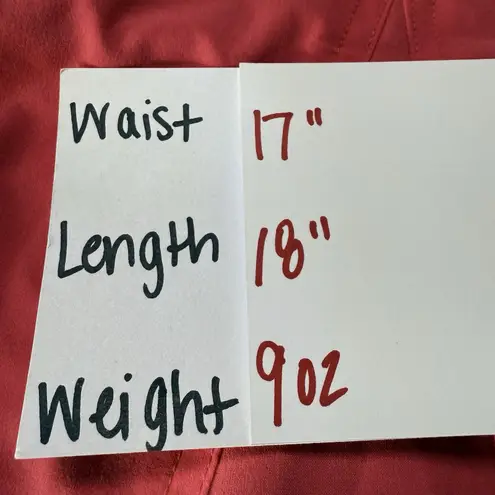 Waist 17"
Length 18"
Weight 9oz